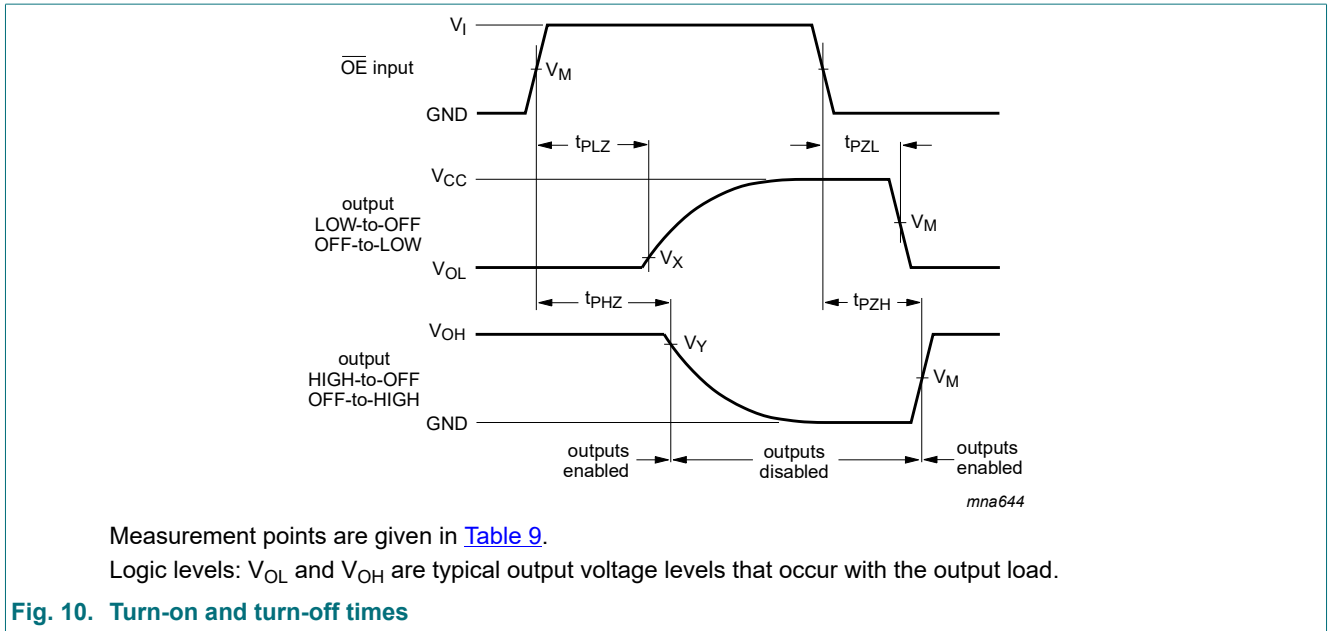 V_I
O̅E̅ input
V_M
GND
t_PLZ
t_PZL
V_CC
output
LOW-to-OFF
OFF-to-LOW
V_M
V_X
V_OL
t_PHZ
t_PZH
V_OH
V_Y
output
HIGH-to-OFF
OFF-to-HIGH
V_M
GND
outputs
enabled
outputs
disabled
outputs
enabled
mna644
Measurement points are given in Table 9.
Logic levels: V_OL and V_OH are typical output voltage levels that occur with the output load.
Fig. 10. Turn-on and turn-off times